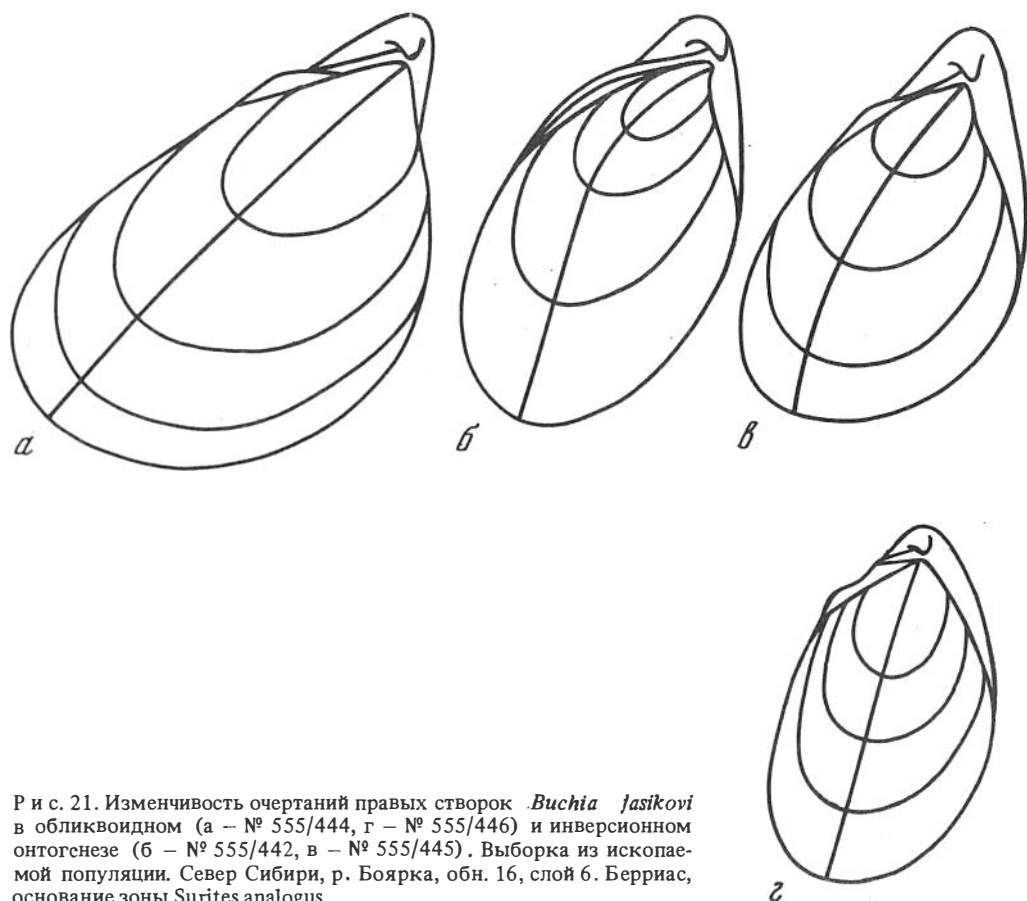 а
б
в
г
Р и с. 21. Изменчивость очертаний правых створок Buchia jasikovi
в обликвоидном (а – № 555/444, г – № 555/446) и инверсионном
онтогенезе (б – № 555/442, в – № 555/445). Выборка из ископае-
мой популяции. Север Сибири, р. Боярка, обн. 16, слой 6. Берриас,
основание зоны Surites analogus